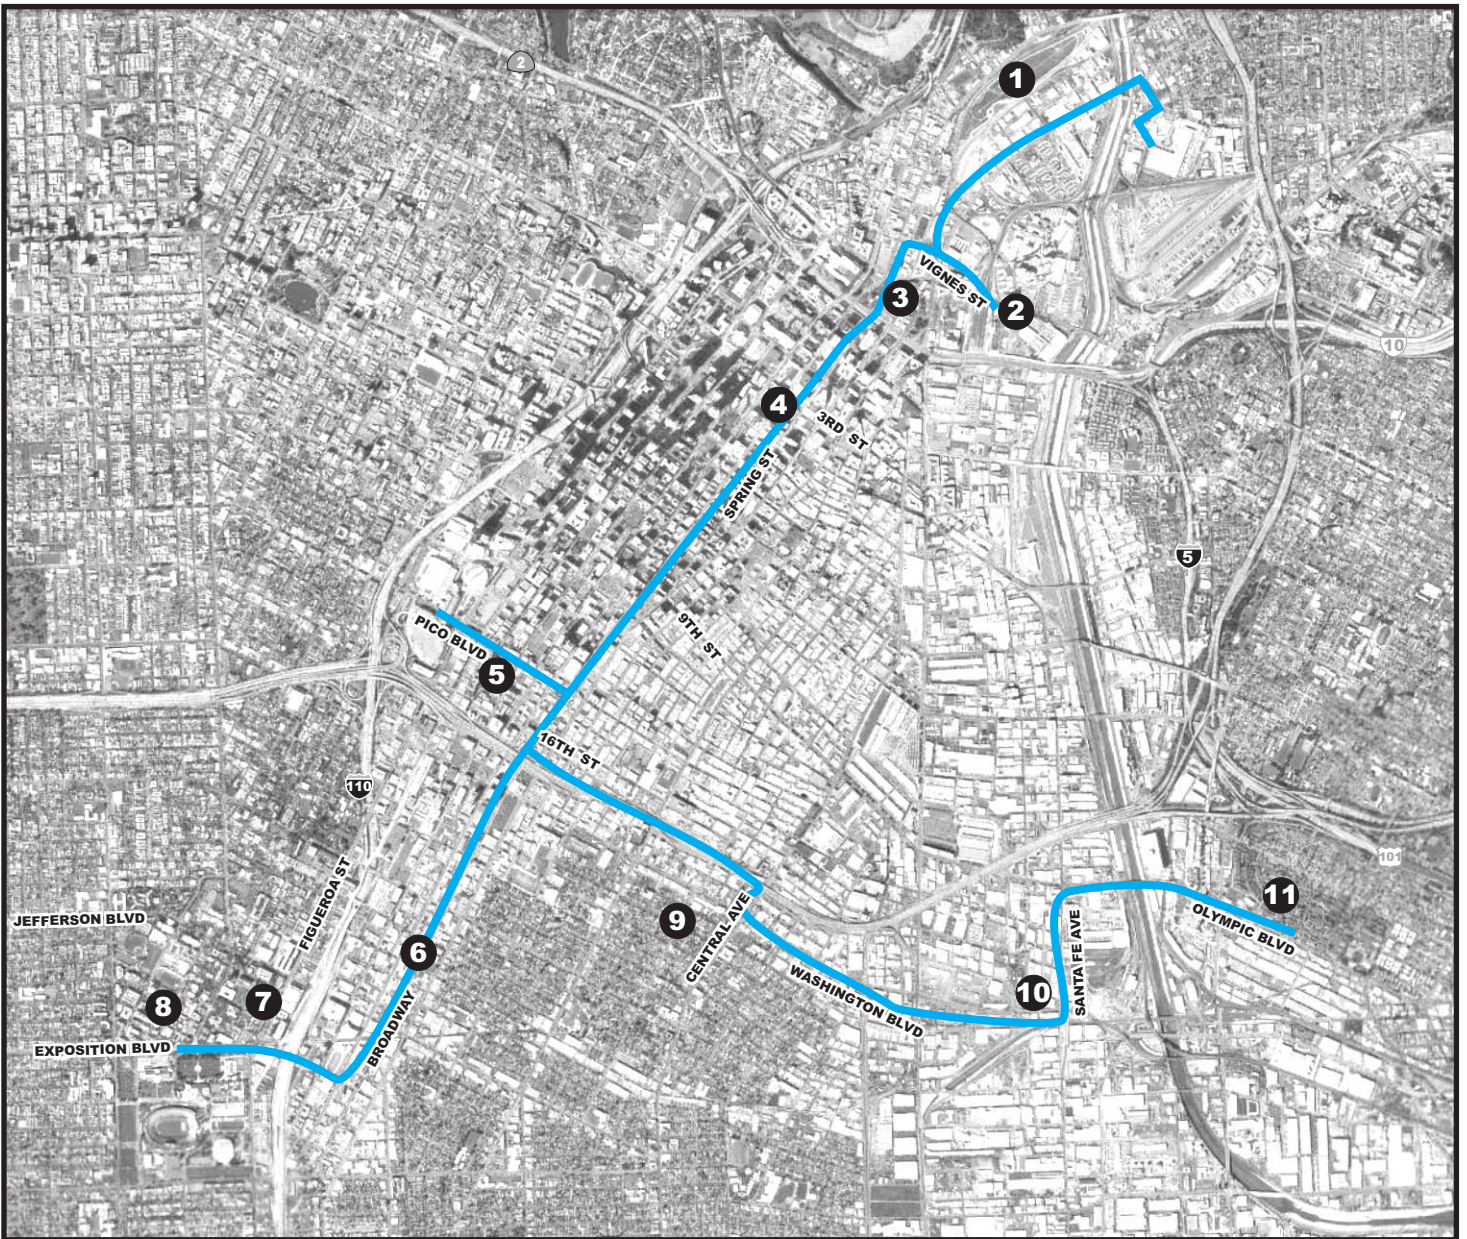 2
1
VIGNES ST
3
2
10
4
3RD ST
SPRING ST
5
9TH ST
PICO BLVD
5
16TH ST
110
101
FIGUEROA ST
11
JEFFERSON BLVD
9
CENTRAL AVE
OLYMPIC BLVD
SANTA FE AVE
6
WASHINGTON BLVD
10
7
8
BROADWAY
EXPOSITION BLVD